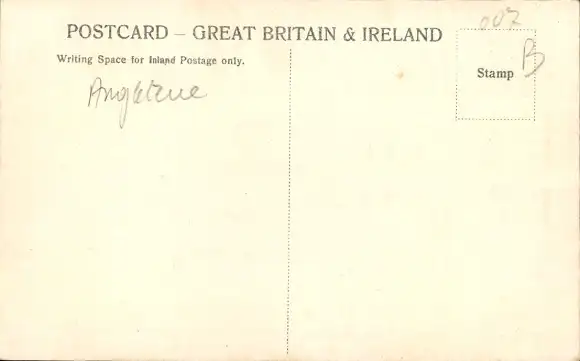 007
POSTCARD – GREAT BRITAIN & IRELAND
Writing Space for Inland Postage only.
Stamp
B
Angleterre